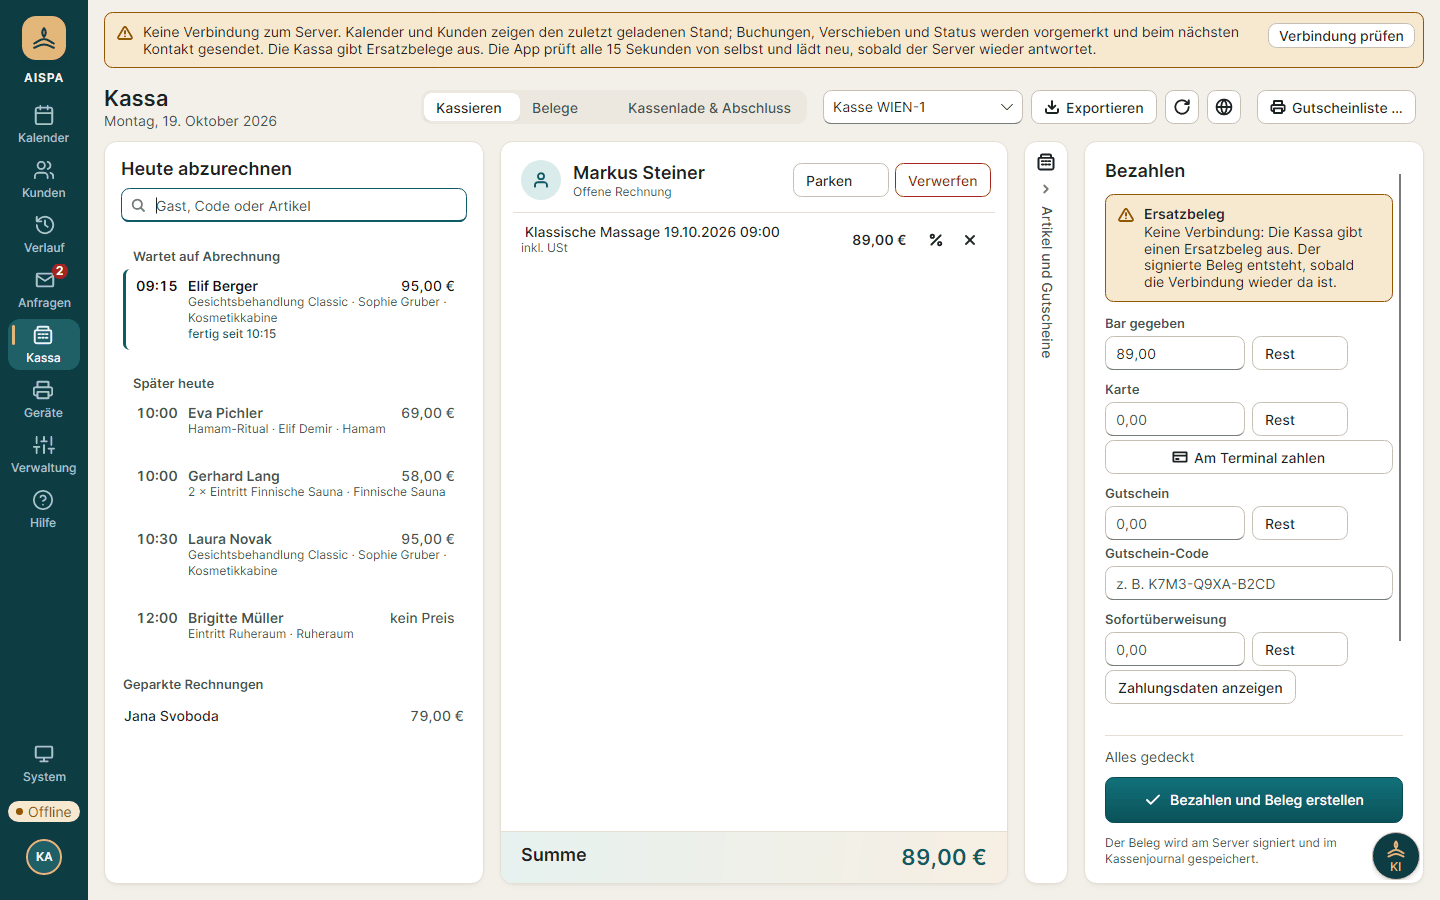 AISPA
Kalender
Kunden
Verlauf
2
Anfragen
Kassa
Geräte
Verwaltung
Hilfe
System
Offline
KA
Keine Verbindung zum Server. Kalender und Kunden zeigen den zuletzt geladenen Stand; Buchungen, Verschieben und Status werden vorgemerkt und beim nächsten
Kontakt gesendet. Die Kassa gibt Ersatzbelege aus. Die App prüft alle 15 Sekunden von selbst und lädt neu, sobald der Server wieder antwortet.
Verbindung prüfen
Kassa
Montag, 19. Oktober 2026
Kassieren
Belege
Kassenlade & Abschluss
Kasse WIEN-1
Exportieren
Gutscheinliste ...
Heute abzurechnen
Gast, Code oder Artikel
Wartet auf Abrechnung
09:15 Elif Berger 95,00 €
Gesichtsbehandlung Classic · Sophie Gruber ·
Kosmetikkabine
fertig seit 10:15
Später heute
10:00 Eva Pichler 69,00 €
Hamam-Ritual · Elif Demir · Hamam
10:00 Gerhard Lang 58,00 €
2 × Eintritt Finnische Sauna · Finnische Sauna
10:30 Laura Novak 95,00 €
Gesichtsbehandlung Classic · Sophie Gruber ·
Kosmetikkabine
12:00 Brigitte Müller kein Preis
Eintritt Ruheraum · Ruheraum
Geparkte Rechnungen
Jana Svoboda 79,00 €
Markus Steiner
Offene Rechnung
Parken
Verwerfen
Klassische Massage 19.10.2026 09:00
inkl. USt
89,00 €
Summe 89,00 €
Artikel und Gutscheine
Bezahlen
Ersatzbeleg
Keine Verbindung: Die Kassa gibt
einen Ersatzbeleg aus. Der
signierte Beleg entsteht, sobald
die Verbindung wieder da ist.
Bar gegeben
89,00 Rest
Karte
0,00 Rest
Am Terminal zahlen
Gutschein
0,00 Rest
Gutschein-Code
z. B. K7M3-Q9XA-B2CD
Sofortüberweisung
0,00 Rest
Zahlungsdaten anzeigen
Alles gedeckt
Bezahlen und Beleg erstellen
Der Beleg wird am Server signiert und im
Kassenjournal gespeichert.
KI